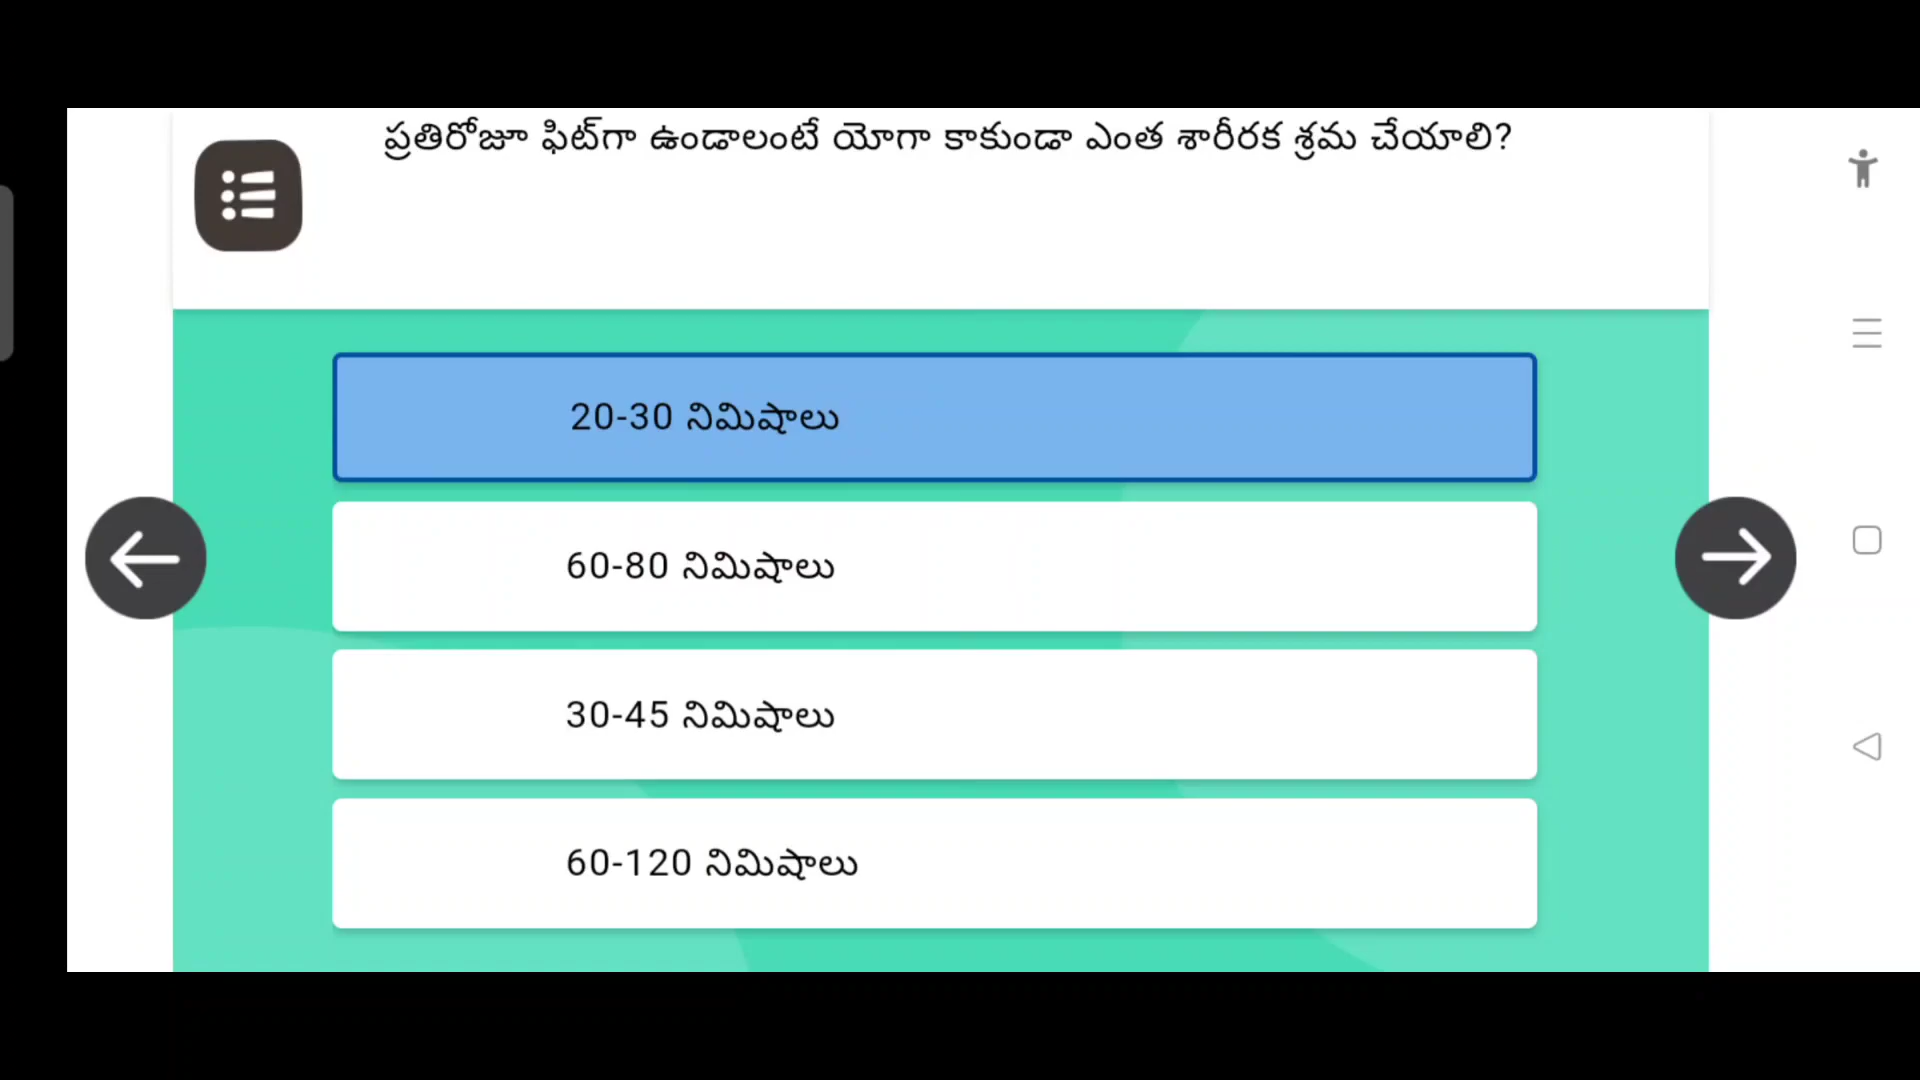 ప్రతిరోజూ ఫిట్‌గా ఉండాలంటే యోగా కాకుండా ఎంత శారీరక శ్రమ చేయాలి?
20-30 నిమిషాలు
60-80 నిమిషాలు
30-45 నిమిషాలు
60-120 నిమిషాలు